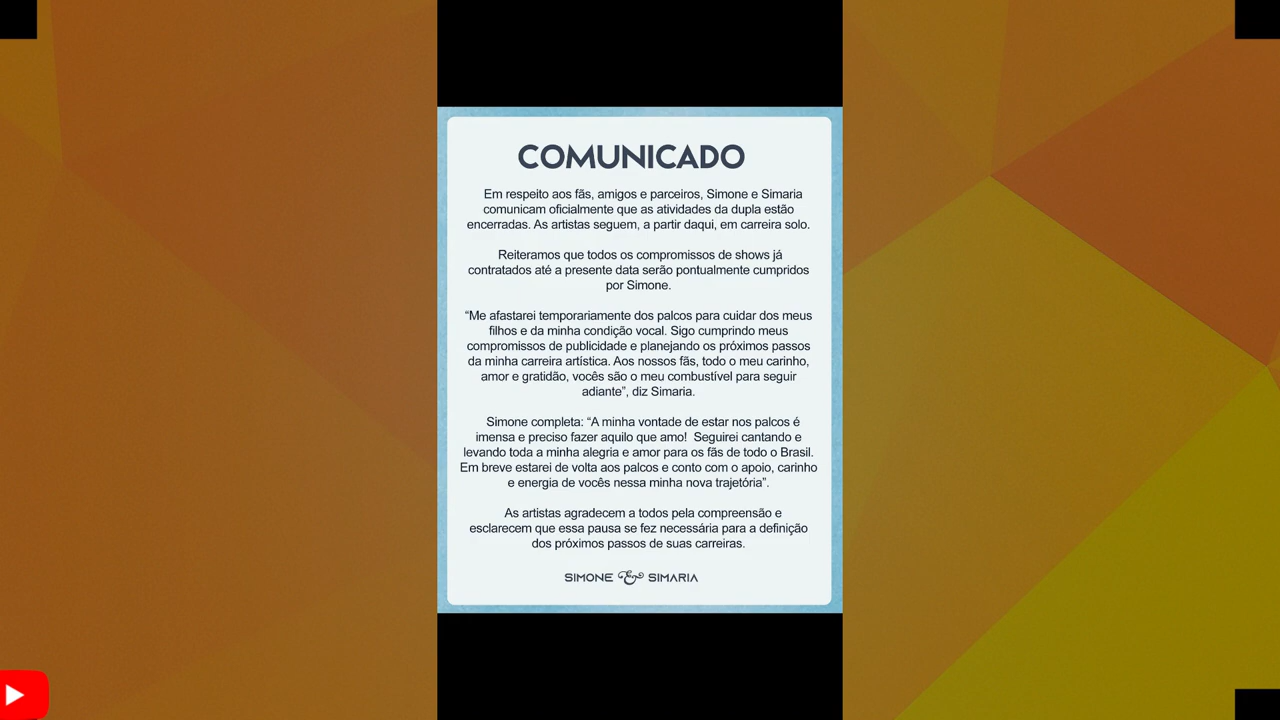 COMUNICADO
Em respeito aos fãs, amigos e parceiros, Simone e Simaria
comunicam oficialmente que as atividades da dupla estão
encerradas. As artistas seguem, a partir daqui, em carreira solo.
Reiteramos que todos os compromissos de shows já
contratados até a presente data serão pontualmente cumpridos
por Simone.
“Me afastarei temporariamente dos palcos para cuidar dos meus
filhos e da minha condição vocal. Sigo cumprindo meus
compromissos de publicidade e planejando os próximos passos
da minha carreira artística. Aos nossos fãs, todo o meu carinho,
amor e gratidão, vocês são o meu combustível para seguir
adiante”, diz Simaria.
Simone completa: “A minha vontade de estar nos palcos é
imensa e preciso fazer aquilo que amo!  Seguirei cantando e
levando toda a minha alegria e amor para os fãs de todo o Brasil.
Em breve estarei de volta aos palcos e conto com o apoio, carinho
e energia de vocês nessa minha nova trajetória”.
As artistas agradecem a todos pela compreensão e
esclarecem que essa pausa se fez necessária para a definição
dos próximos passos de suas carreiras.
SIMONE & SIMARIA